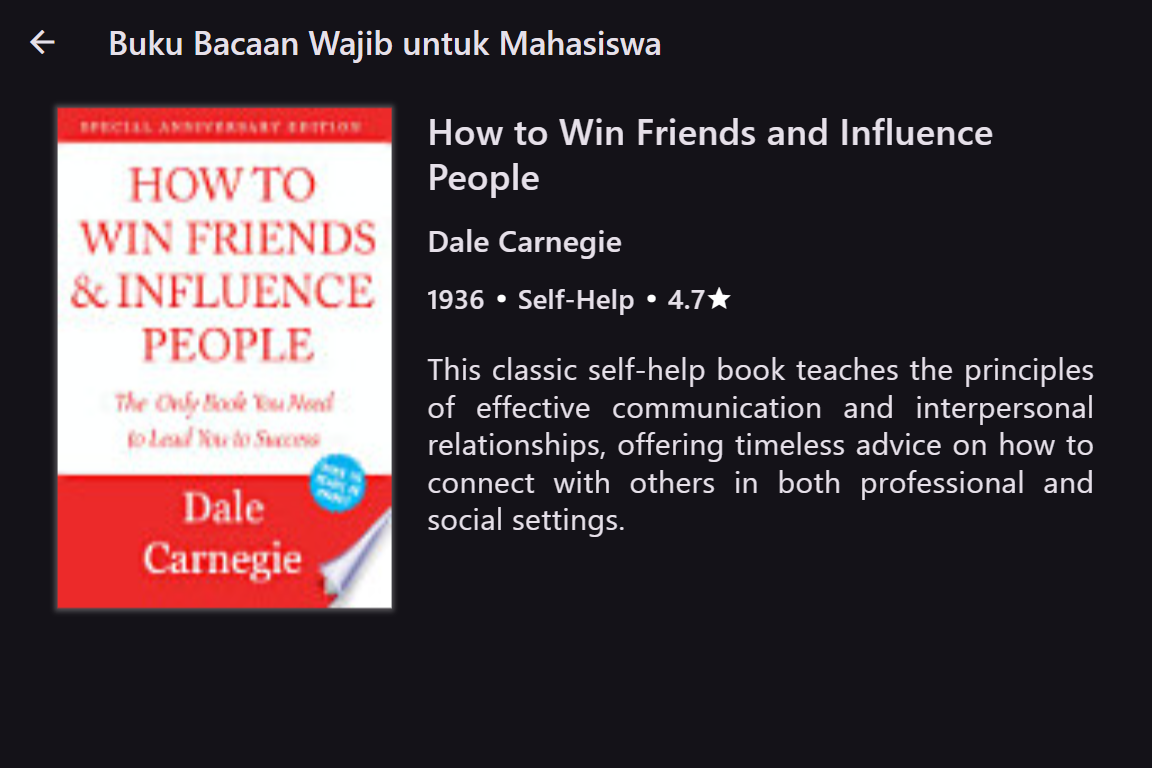 Buku Bacaan Wajib untuk Mahasiswa
SPECIAL ANNIVERSARY EDITION
HOW TO
WIN FRIENDS
& INFLUENCE
PEOPLE
The Only Book You Need
to Lead You to Success
Dale
Carnegie
How to Win Friends and Influence
People
Dale Carnegie
1936 • Self-Help • 4.7★
This classic self-help book teaches the principles
of effective communication and interpersonal
relationships, offering timeless advice on how to
connect with others in both professional and
social settings.